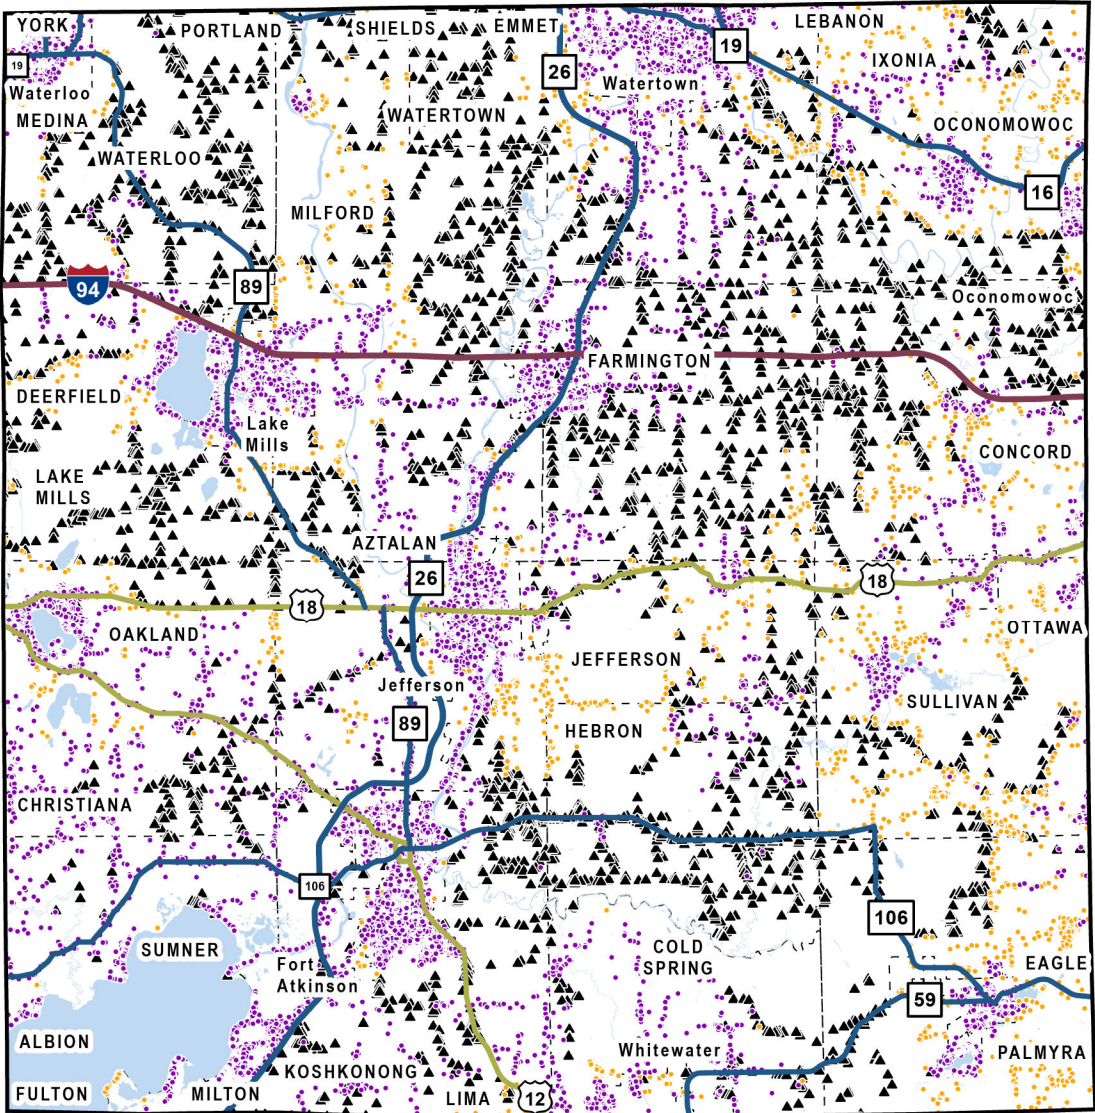 YORK
PORTLAND
SHIELDS
EMMET
LEBANON
19
19
26
IXONIA
Waterloo
Watertown
MEDINA
WATERTOWN
OCONOMOWOC
WATERLOO
16
MILFORD
94
89
Oconomowoc
FARMINGTON
DEERFIELD
Lake
Mills
CONCORD
LAKE
MILLS
AZTALAN
26
18
18
OAKLAND
OTTAWA
JEFFERSON
Jefferson
SULLIVAN
89
HEBRON
CHRISTIANA
106
106
SUMNER
COLD
SPRING
Fort
Atkinson
EAGLE
59
ALBION
Whitewater
PALMYRA
KOSHKONONG
FULTON
MILTON
LIMA
12